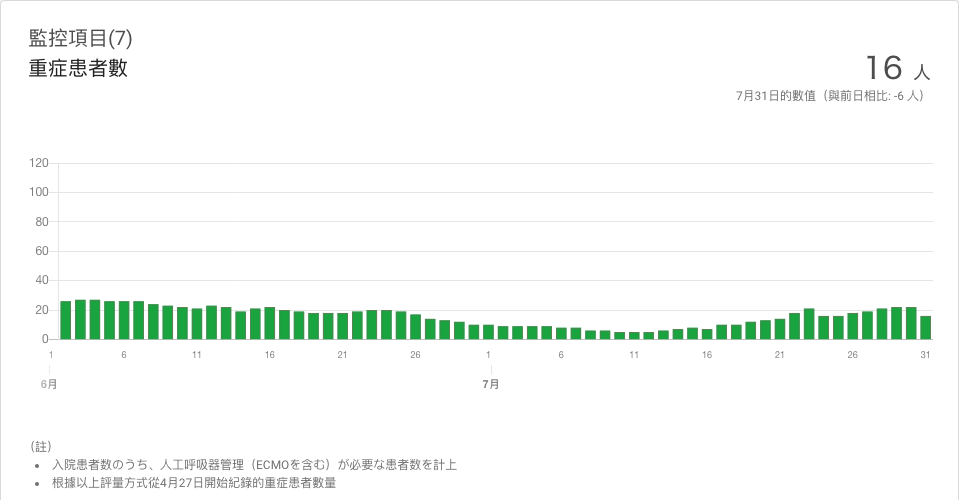 監控項目(7)
重症患者數
16 人
7月31日的數值（與前日相比: -6 人）
120
100
80
60
40
20
0
1 6 11 16 21 26 1 6 11 16 21 26 31
6月 7月
（註）
• 入院患者数のうち、人工呼吸器管理（ECMOを含む）が必要な患者数を計上
• 根據以上評量方式從4月27日開始紀錄的重症患者數量